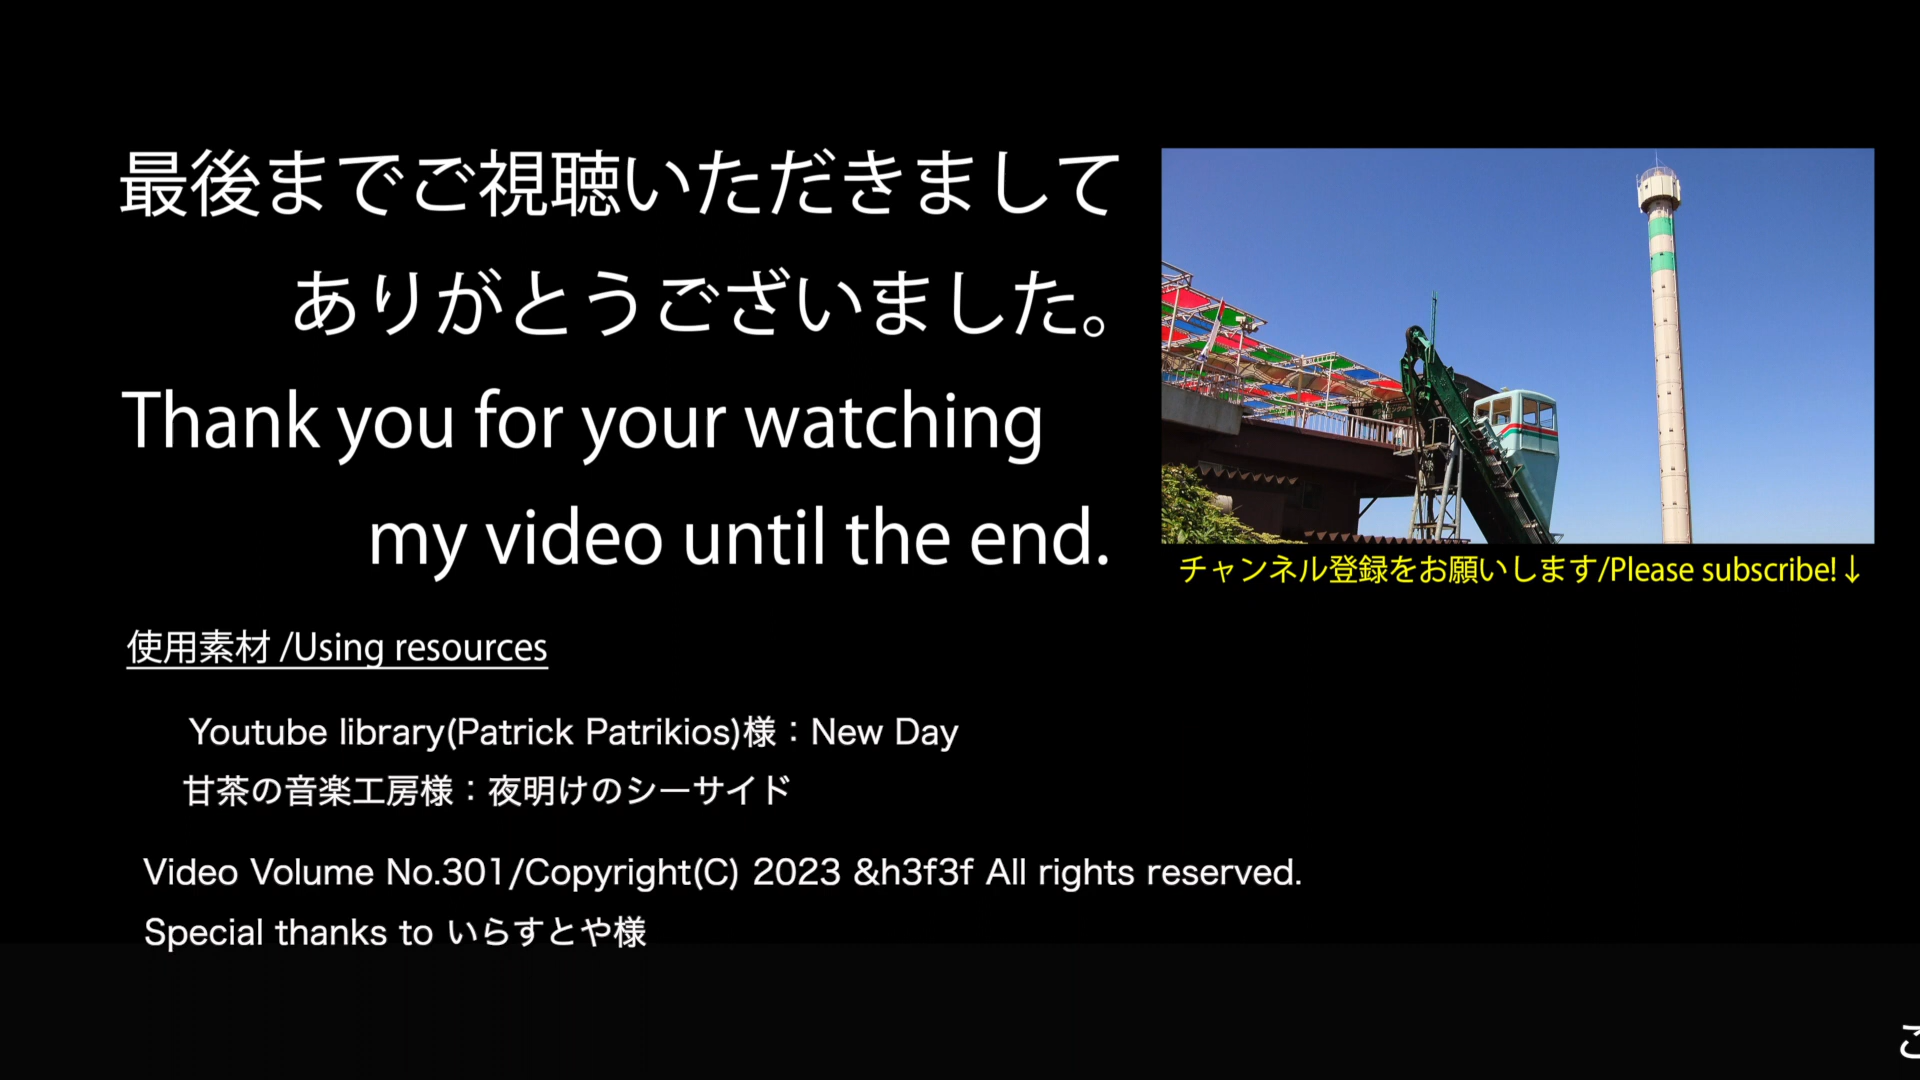 最後までご視聴いただきまして
ありがとうございました。
Thank you for your watching
my video until the end.
チャンネル登録をお願いします/Please subscribe!↓
使用素材 /Using resources
Youtube library(Patrick Patrikios)様：New Day
甘茶の音楽工房様：夜明けのシーサイド
Video Volume No.301/Copyright(C) 2023 &h3f3f All rights reserved.
Special thanks to いらすとや様